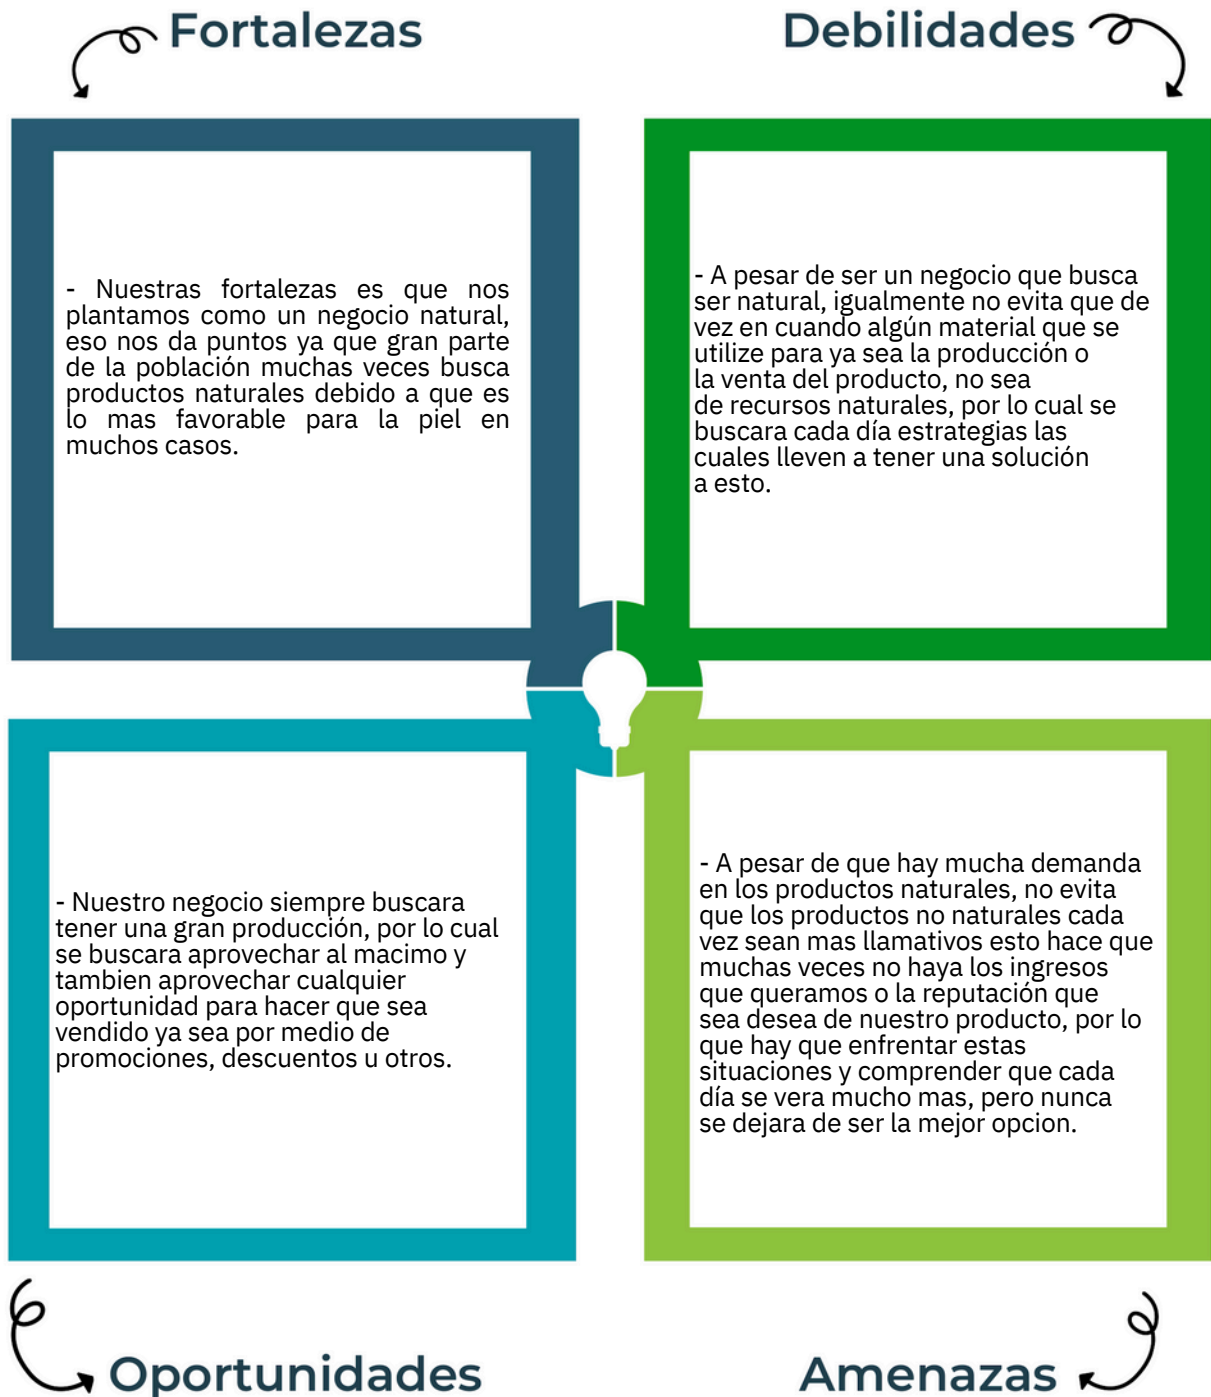 Fortalezas
- Nuestras fortalezas es que nos
plantamos como un negocio natural,
eso nos da puntos ya que gran parte
de la población muchas veces busca
productos naturales debido a que es
lo mas favorable para la piel en
muchos casos.
Debilidades
- A pesar de ser un negocio que busca
ser natural, igualmente no evita que de
vez en cuando algún material que se
utilize para ya sea la producción o
la venta del producto, no sea
de recursos naturales, por lo cual se
buscara cada día estrategias las
cuales lleven a tener una solución
a esto.
- Nuestro negocio siempre buscara
tener una gran producción, por lo cual
se buscara aprovechar al macimo y
tambien aprovechar cualquier
oportunidad para hacer que sea
vendido ya sea por medio de
promociones, descuentos u otros.
Oportunidades
- A pesar de que hay mucha demanda
en los productos naturales, no evita
que los productos no naturales cada
vez sean mas llamativos esto hace que
muchas veces no haya los ingresos
que queramos o la reputación que
sea desea de nuestro producto, por lo
que hay que enfrentar estas
situaciones y comprender que cada
día se vera mucho mas, pero nunca
se dejara de ser la mejor opcion.
Amenazas